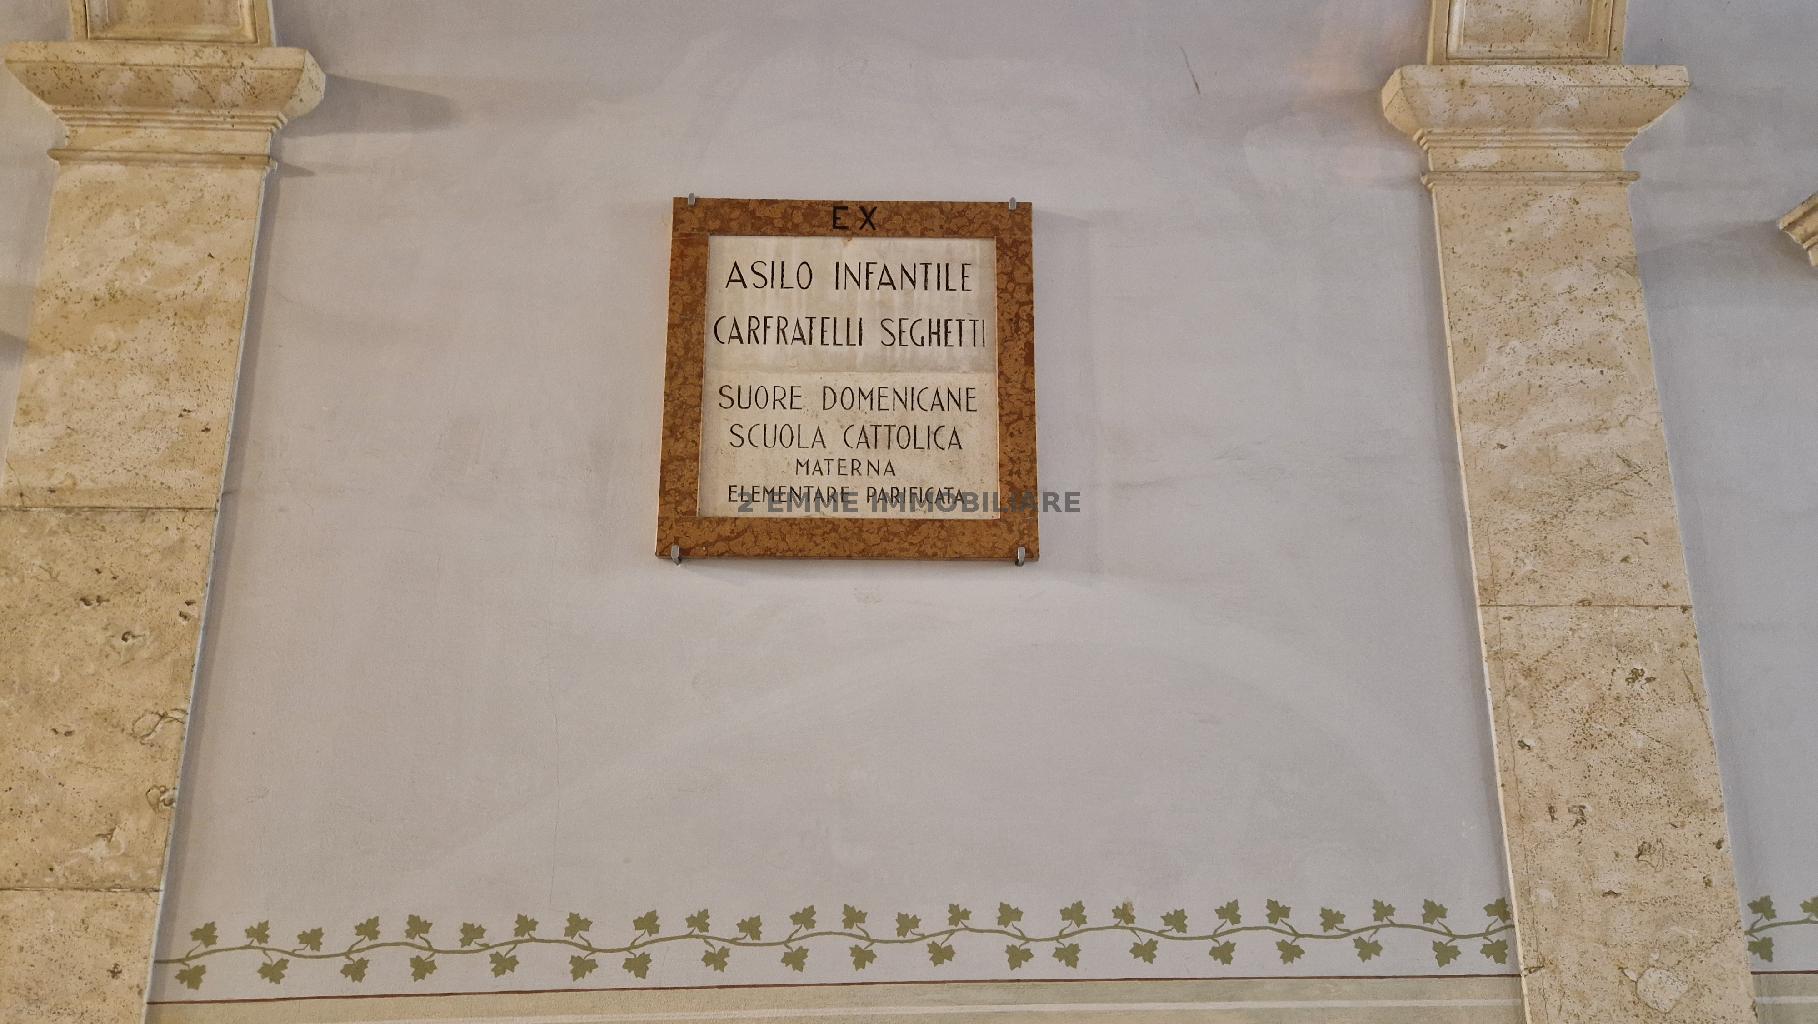 EX
ASILO INFANTILE
CARFRATELLI SEGHETTI
SUORE DOMENICANE
SCUOLA CATTOLICA
MATERNA
ELEMENTARE PARIFICATA
2 EMME IMMOBILIARE